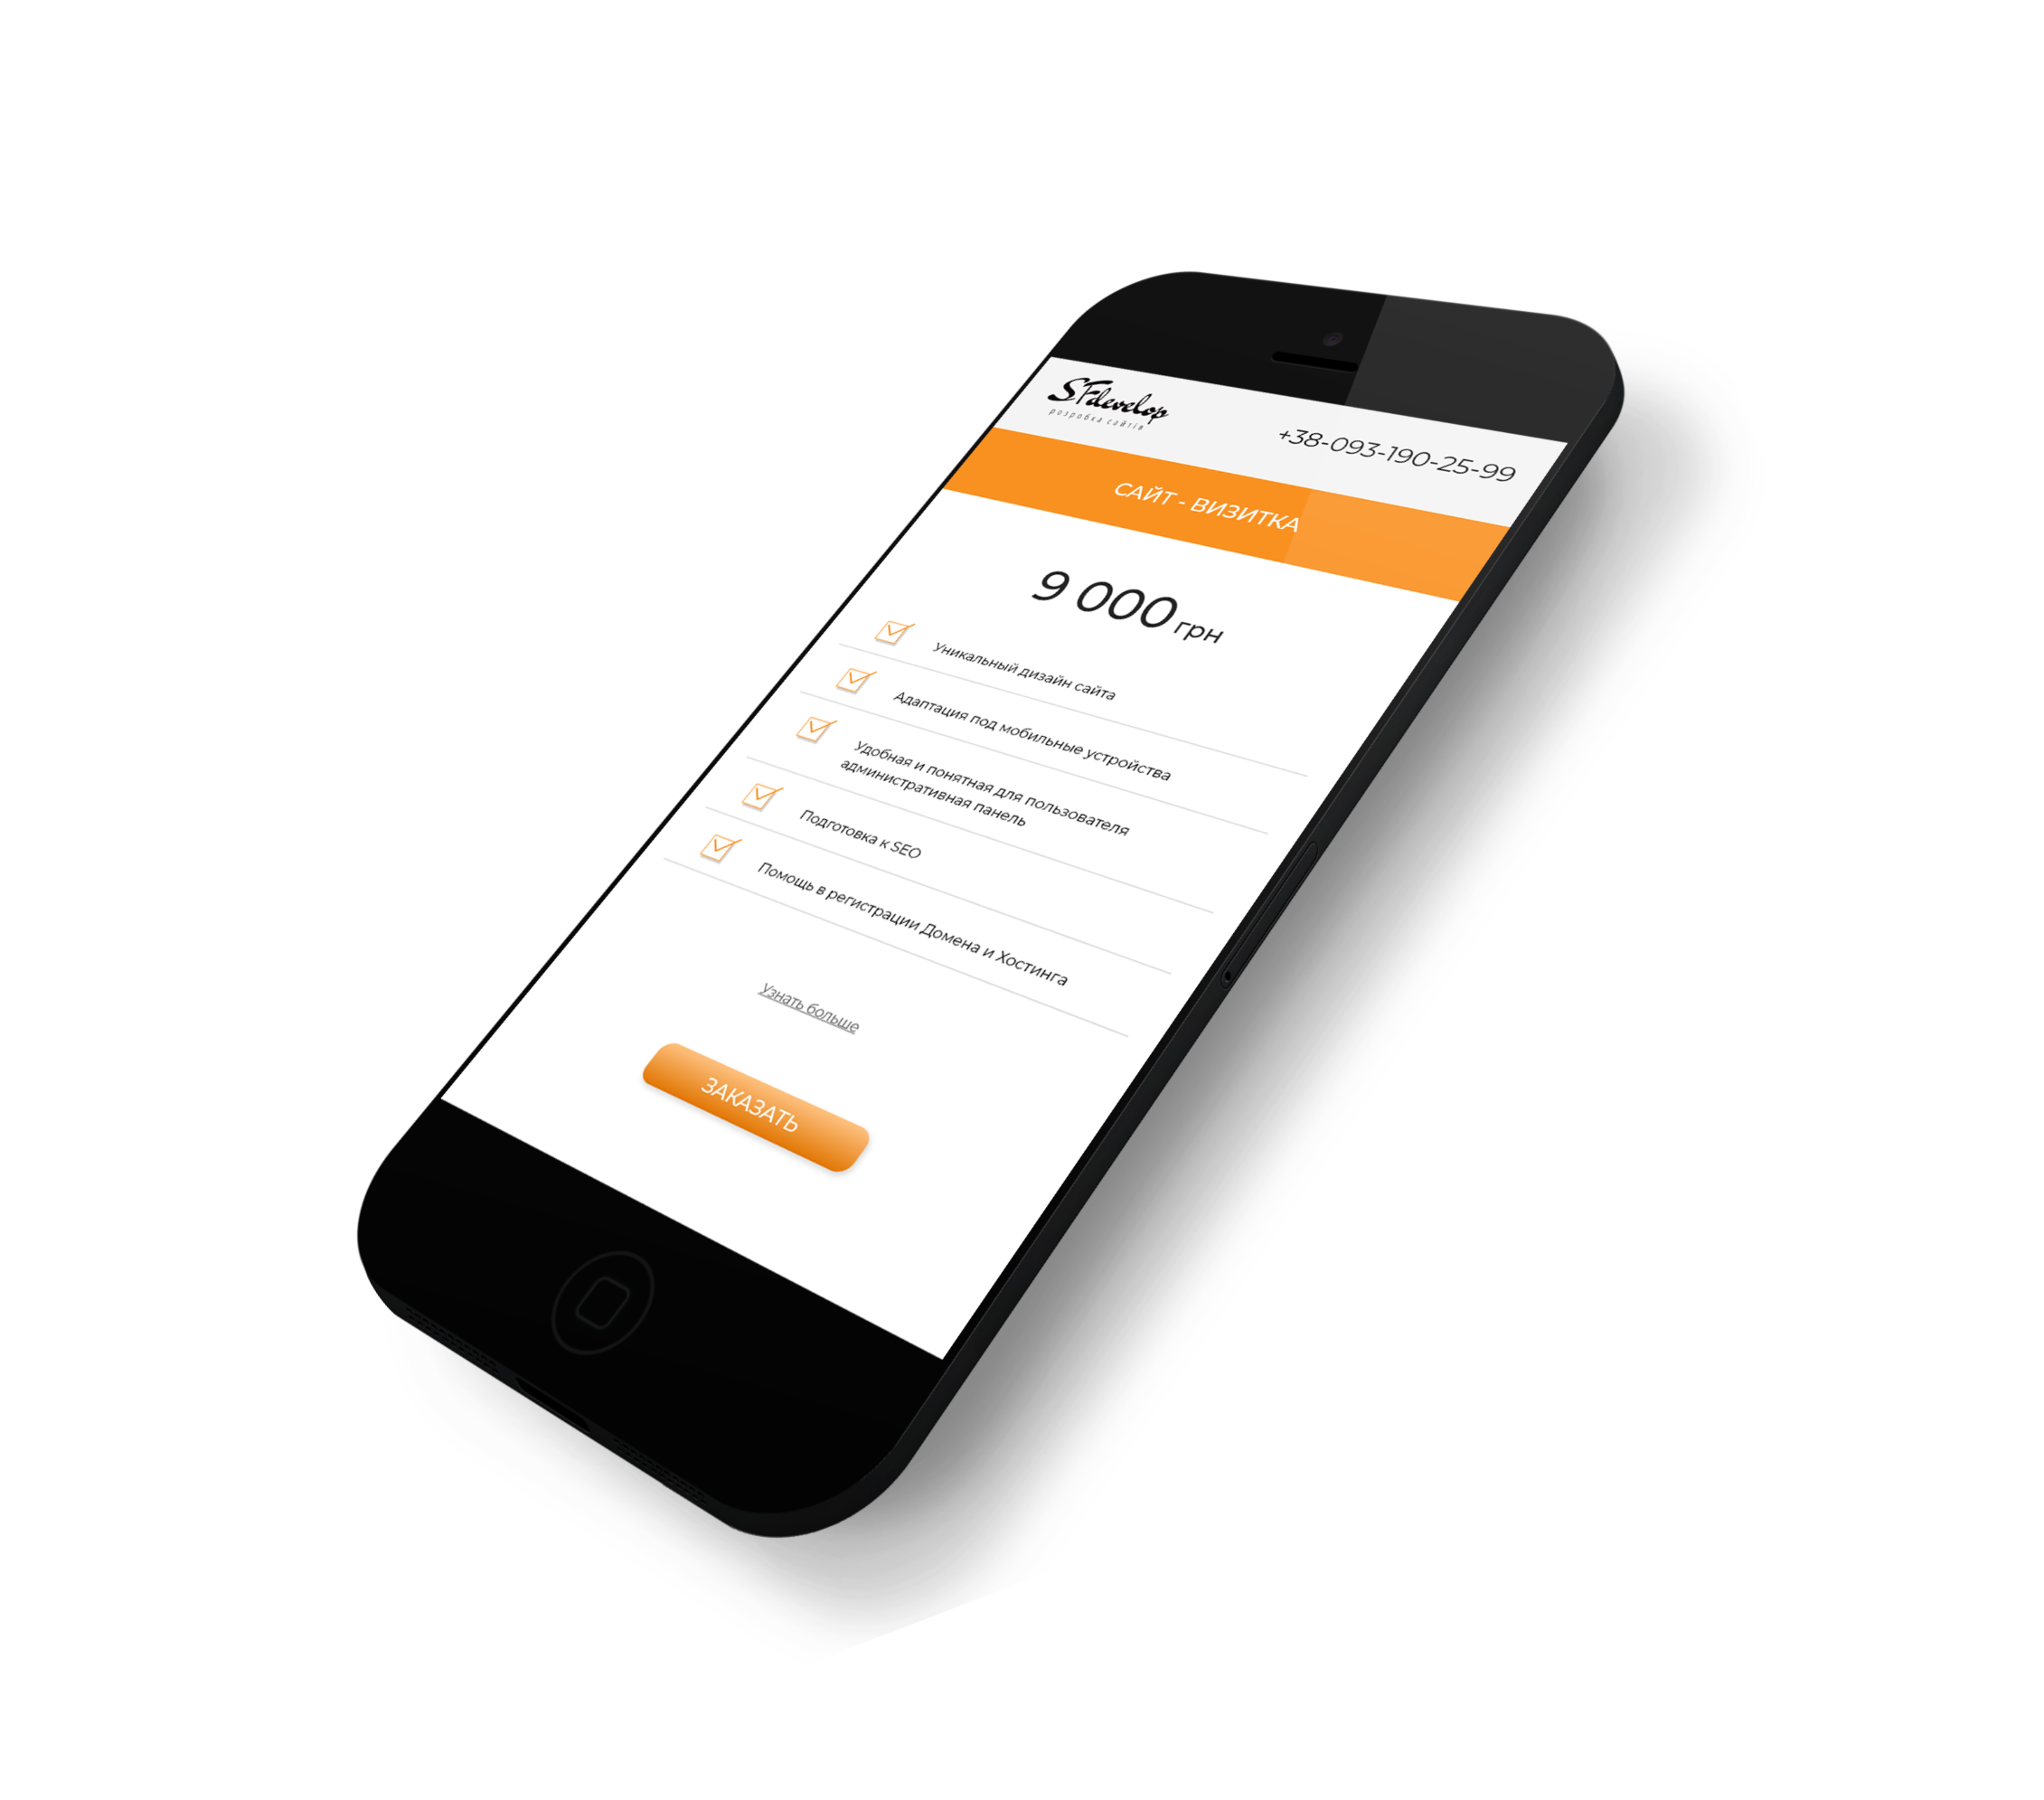 STdevelop
розробка сайтів
+38-093-190-25-99
САЙТ - ВИЗИТКА
9 000 грн
Уникальный дизайн сайта
Адаптация под мобильные устройства
Удобная и понятная для пользователя
административная панель
Подготовка к SEO
Помощь в регистрации Домена и Хостинга
Узнать больше
ЗАКАЗАТЬ